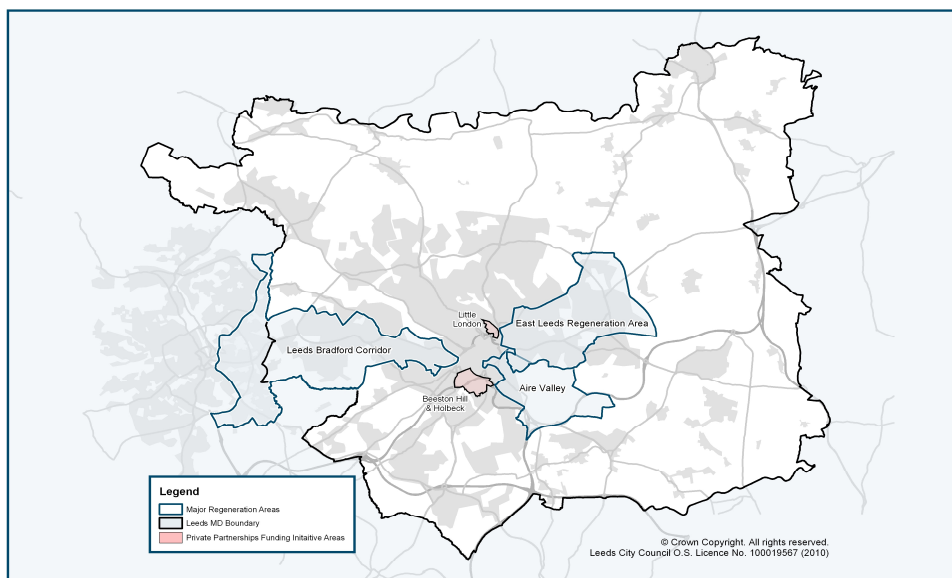 Little
London
East Leeds Regeneration Area
Leeds Bradford Corridor
Aire Valley
Beeston Hill
& Holbeck
Legend
Major Regeneration Areas
Leeds MD Boundary
Private Partnerships Funding Initaitive Areas
© Crown Copyright. All rights reserved.
Leeds City Council O.S. Licence No. 100019567 (2010)